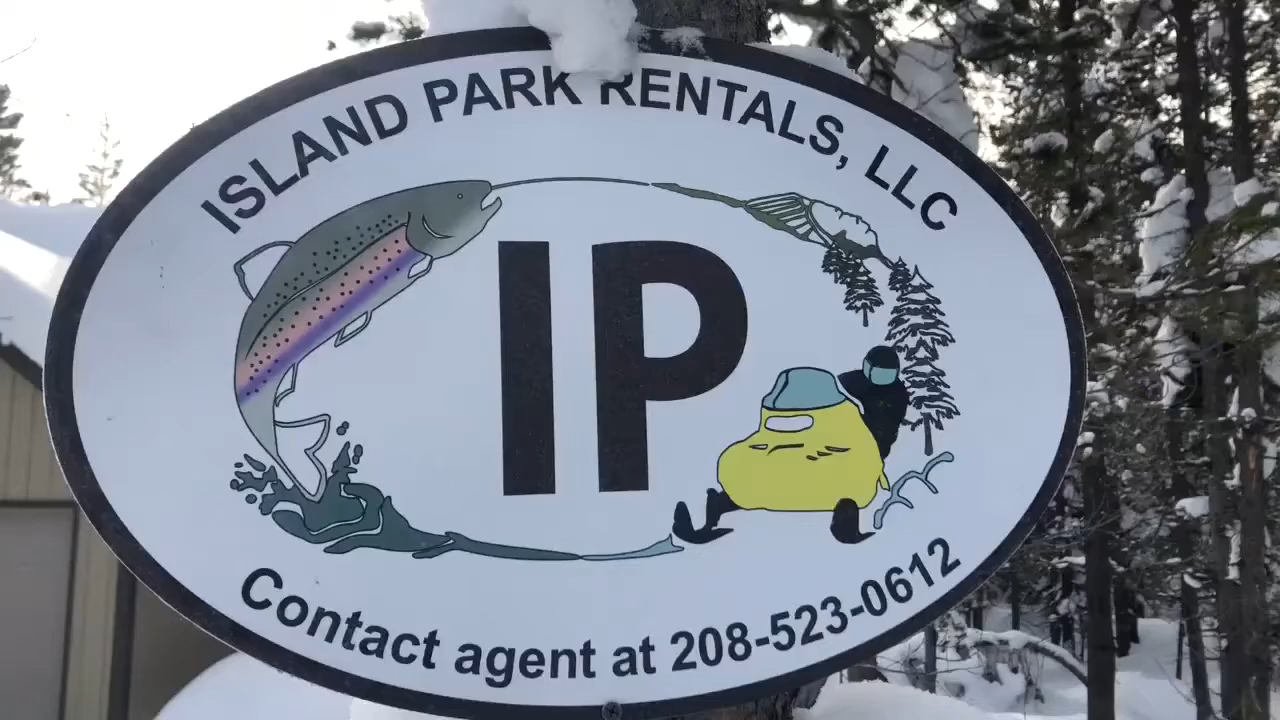 ISLAND PARK RENTALS, LLC
IP
Contact agent at 208-523-0612